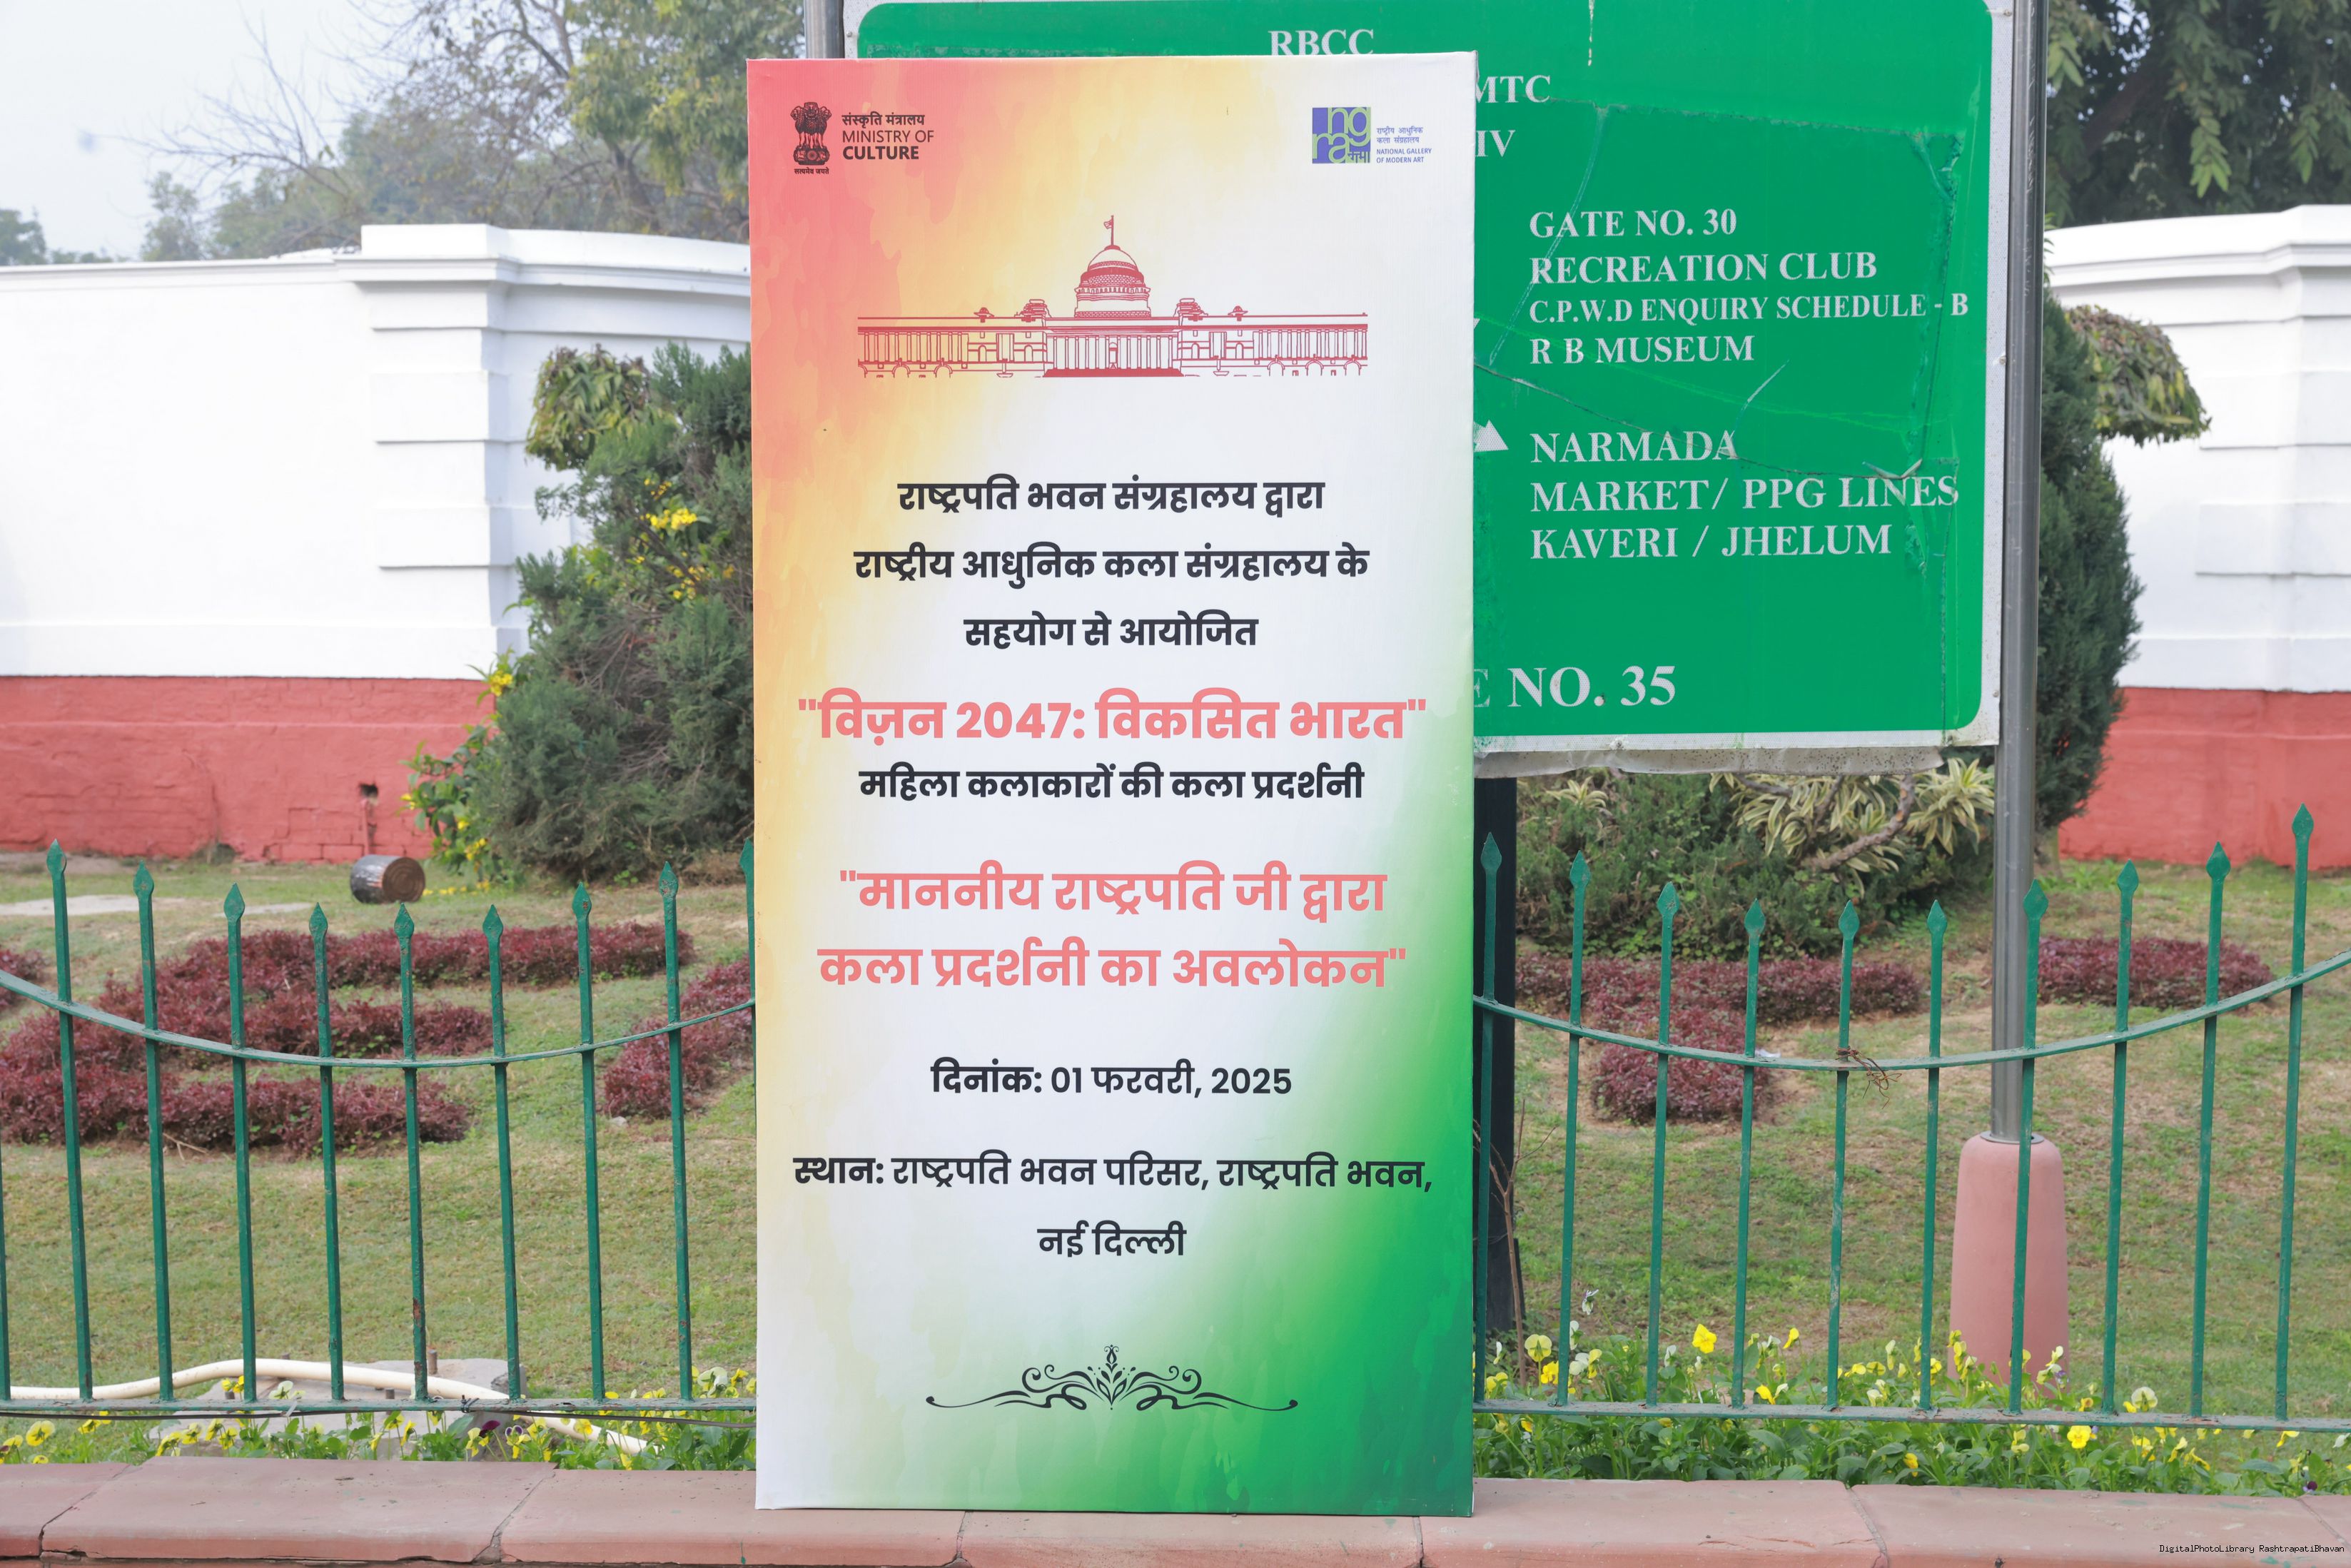 संस्कृति मंत्रालय
MINISTRY OF
CULTURE
सत्यमेव जयते
राष्ट्रीय आधुनिक
कला संग्रहालय
NATIONAL GALLERY
OF MODERN ART
राष्ट्रपति भवन संग्रहालय द्वारा
राष्ट्रीय आधुनिक कला संग्रहालय के
सहयोग से आयोजित
"विज़न 2047: विकसित भारत"
महिला कलाकारों की कला प्रदर्शनी
"माननीय राष्ट्रपति जी द्वारा
कला प्रदर्शनी का अवलोकन"
दिनांक: 01 फरवरी, 2025
स्थान: राष्ट्रपति भवन परिसर, राष्ट्रपति भवन,
नई दिल्ली
RBCC
MTC
IV
GATE NO. 30
RECREATION CLUB
C.P.W.D ENQUIRY SCHEDULE - B
R B MUSEUM
NARMADA
MARKET/ PPG LINES
KAVERI / JHELUM
NO. 35
DigitalPhotoLibrary RashtrapatiBhavan